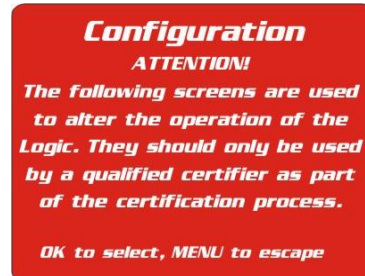 Configuration
ATTENTION!
The following screens are used
to alter the operation of the
Logic. They should only be used
by a qualified certifier as part
of the certification process.
OK to select, MENU to escape